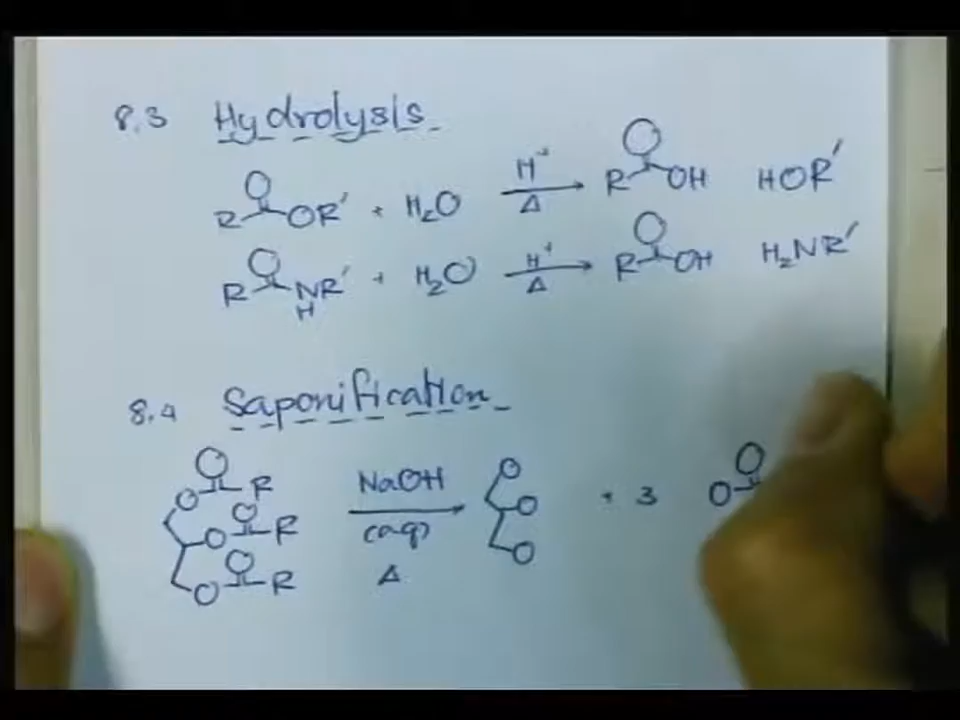 8.3 Hydrolysis
O O
R OR' + H₂O H⁺ Δ R OH HOR'
O O
R NR' + H₂O H⁺ Δ R OH H₂NR'
H
8.4 Saponification
O O O
O R NaOH O + 3 O
O
O R (aq) O
O
O R Δ